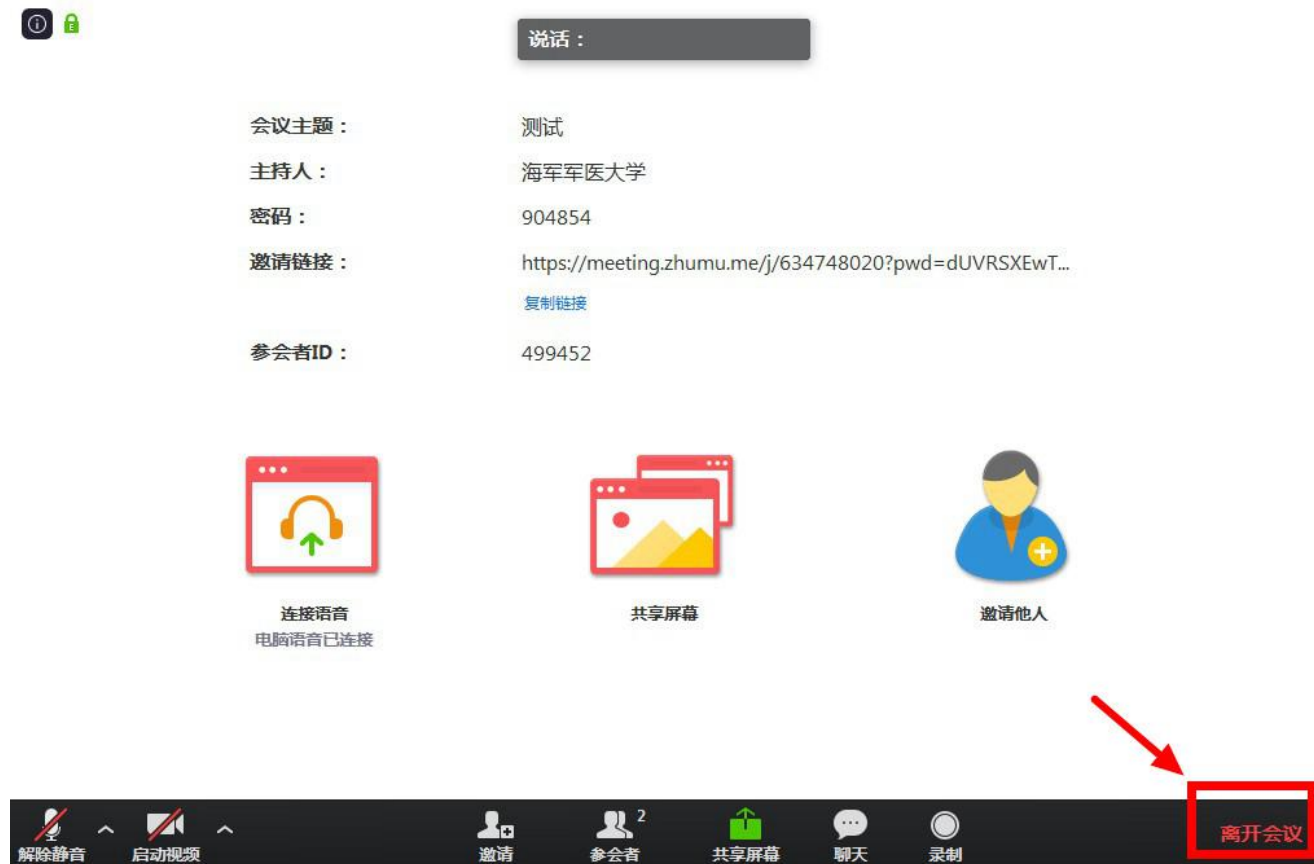 说话：
会议主题： 测试
主持人： 海军军医大学
密码： 904854
邀请链接： https://meeting.zhumu.me/j/634748020?pwd=dUVRSXEwT...
复制链接
参会者ID： 499452
连接语音 共享屏幕 邀请他人
电脑语音已连接
2
解除静音 启动视频 邀请 参会者 共享屏幕 聊天 录制 离开会议